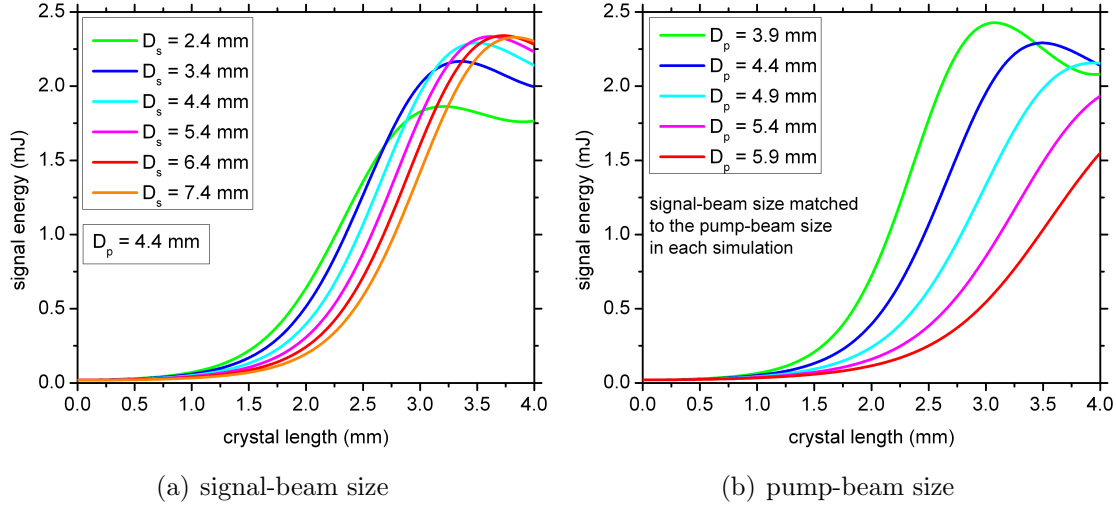 D_s = 2.4 mm
D_s = 3.4 mm
D_s = 4.4 mm
D_s = 5.4 mm
D_s = 6.4 mm
D_s = 7.4 mm
D_p = 4.4 mm
signal energy (mJ)
2.5
2.0
1.5
1.0
0.5
0.0
0.0 0.5 1.0 1.5 2.0 2.5 3.0 3.5 4.0
crystal length (mm)
(a) signal-beam size
D_p = 3.9 mm
D_p = 4.4 mm
D_p = 4.9 mm
D_p = 5.4 mm
D_p = 5.9 mm
signal-beam size matched
to the pump-beam size
in each simulation
signal energy (mJ)
2.5
2.0
1.5
1.0
0.5
0.0
0.0 0.5 1.0 1.5 2.0 2.5 3.0 3.5 4.0
crystal length (mm)
(b) pump-beam size